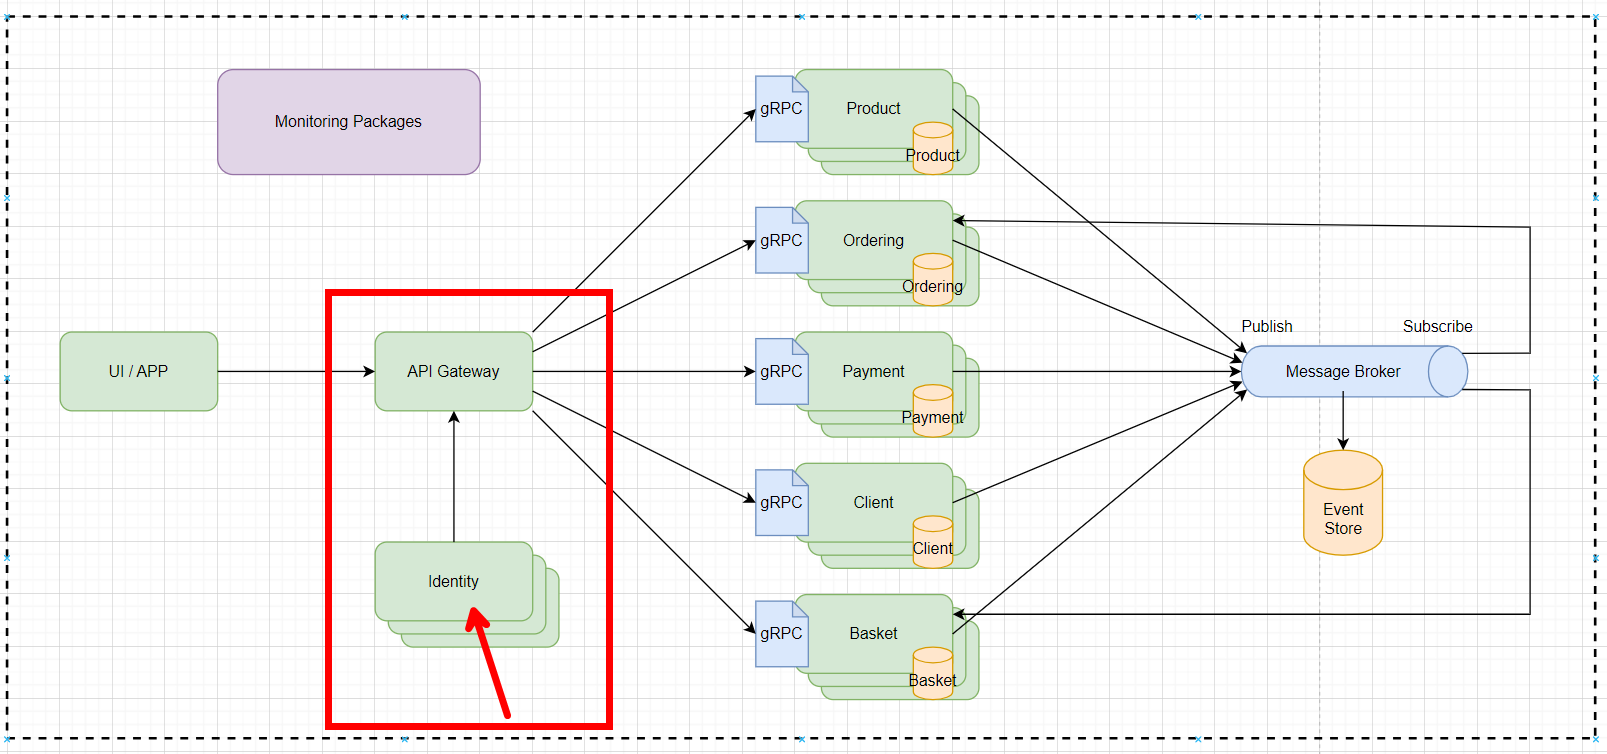 Monitoring Packages
gRPC
Product
Product
gRPC
Ordering
Ordering
UI / APP
API Gateway
gRPC
Payment
Payment
Publish
Subscribe
Message Broker
Event
Store
gRPC
Client
Client
Identity
gRPC
Basket
Basket